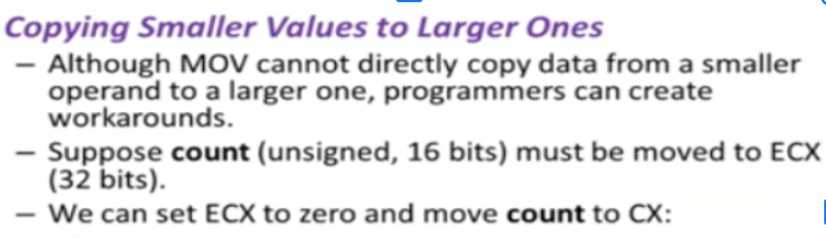 Copying Smaller Values to Larger Ones
– Although MOV cannot directly copy data from a smaller
operand to a larger one, programmers can create
workarounds.
– Suppose count (unsigned, 16 bits) must be moved to ECX
(32 bits).
– We can set ECX to zero and move count to CX: